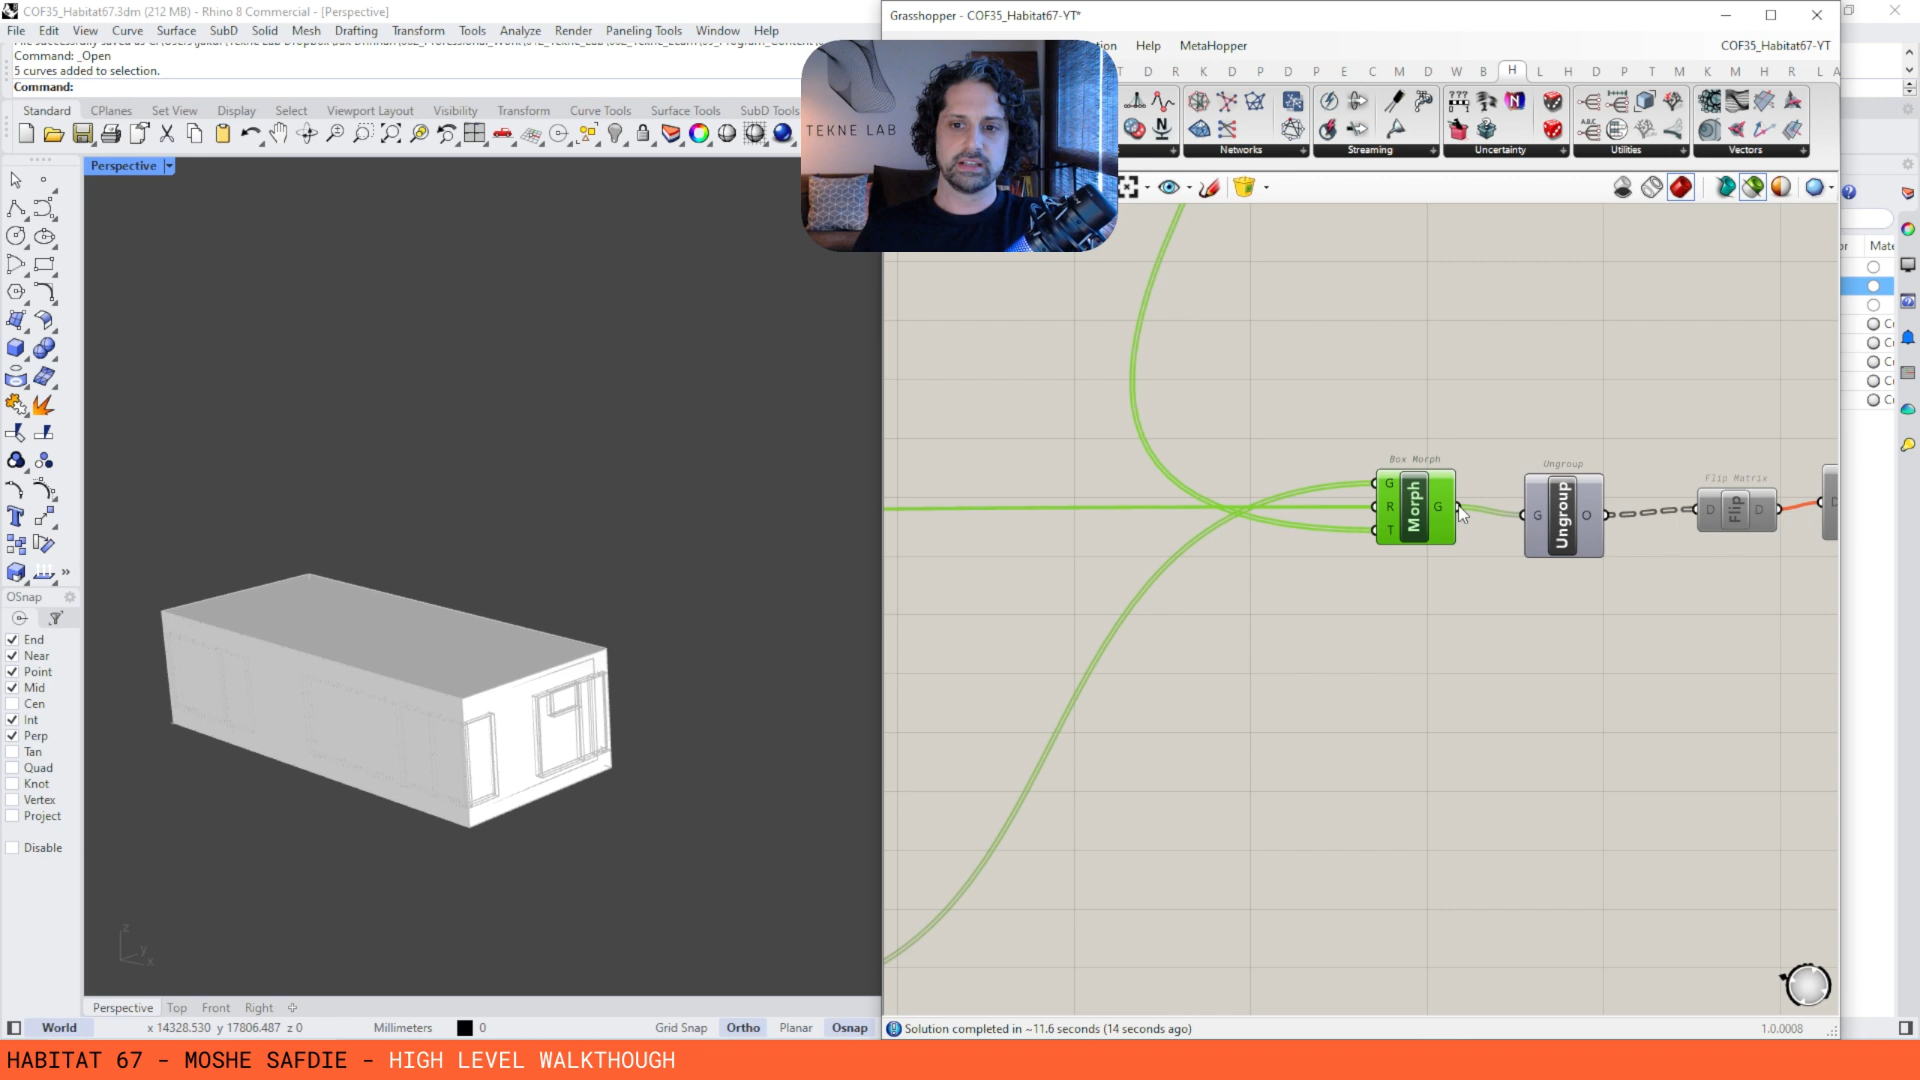 COF35_Habitat67.3dm (212 MB) - Rhino 8 Commercial - [Perspective]
File Edit View Curve Surface SubD Solid Mesh Drafting Transform Tools Analyze Render Paneling Tools Window Help
Command: _Open
5 curves added to selection.
Command:
Standard CPlanes Set View Display Select Viewport Layout Visibility Transform Curve Tools Surface Tools SubD Tools
Perspective
TEKNE LAB
Grasshopper - COF35_Habitat67-YT*
Help MetaHopper COF35_Habitat67-YT
T D R K D P D P E C M D W B H L H D P T M K M H R L A
Networks Streaming Uncertainty Utilities Vectors
Box Morph
G
R Morph G
T
Ungroup
G Ungroup O
Flip Matrix
D Flip D
OSnap
End
Near
Point
Mid
Cen
Int
Perp
Tan
Quad
Knot
Vertex
Project
Disable
z
y
x
Perspective Top Front Right
World x 14328.530 y 17806.487 z 0 Millimeters 0 Grid Snap Ortho Planar Osnap
Solution completed in ~11.6 seconds (14 seconds ago) 1.0.0008
HABITAT 67 - MOSHE SAFDIE - HIGH LEVEL WALKTHOUGH